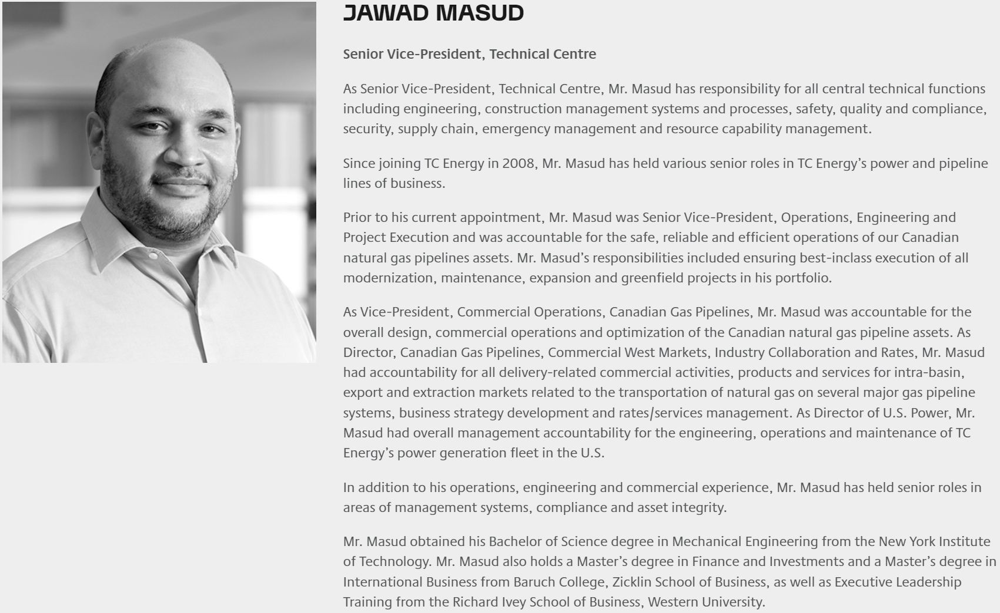 JAWAD MASUD
Senior Vice-President, Technical Centre
As Senior Vice-President, Technical Centre, Mr. Masud has responsibility for all central technical functions
including engineering, construction management systems and processes, safety, quality and compliance,
security, supply chain, emergency management and resource capability management.
Since joining TC Energy in 2008, Mr. Masud has held various senior roles in TC Energy’s power and pipeline
lines of business.
Prior to his current appointment, Mr. Masud was Senior Vice-President, Operations, Engineering and
Project Execution and was accountable for the safe, reliable and efficient operations of our Canadian
natural gas pipelines assets. Mr. Masud’s responsibilities included ensuring best-inclass execution of all
modernization, maintenance, expansion and greenfield projects in his portfolio.
As Vice-President, Commercial Operations, Canadian Gas Pipelines, Mr. Masud was accountable for the
overall design, commercial operations and optimization of the Canadian natural gas pipeline assets. As
Director, Canadian Gas Pipelines, Commercial West Markets, Industry Collaboration and Rates, Mr. Masud
had accountability for all delivery-related commercial activities, products and services for intra-basin,
export and extraction markets related to the transportation of natural gas on several major gas pipeline
systems, business strategy development and rates/services management. As Director of U.S. Power, Mr.
Masud had overall management accountability for the engineering, operations and maintenance of TC
Energy’s power generation fleet in the U.S.
In addition to his operations, engineering and commercial experience, Mr. Masud has held senior roles in
areas of management systems, compliance and asset integrity.
Mr. Masud obtained his Bachelor of Science degree in Mechanical Engineering from the New York Institute
of Technology. Mr. Masud also holds a Master’s degree in Finance and Investments and a Master’s degree in
International Business from Baruch College, Zicklin School of Business, as well as Executive Leadership
Training from the Richard Ivey School of Business, Western University.